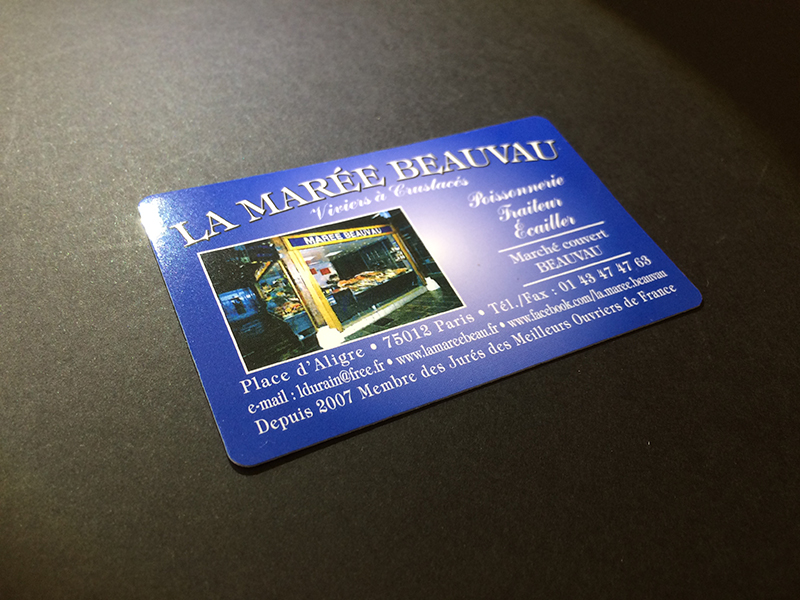 LA MARÉE BEAUVAU
Viviers à Crustacés
Poissonnerie
Traiteur
Écailler
Marché couvert
BEAUVAU
MARÉE BEAUVAU
Place d'Aligre • 75012 Paris • Tél./Fax : 01 43 47 47 63
e-mail : ldurain@free.fr • www.lamareebeau.fr • www.facebook.com/la.maree.beauvau
Depuis 2007 Membre des Jurés des Meilleurs Ouvriers de France